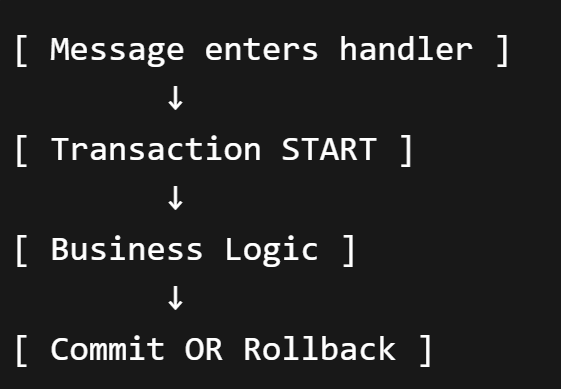 [ Message enters handler ]
↓
[ Transaction START ]
↓
[ Business Logic ]
↓
[ Commit OR Rollback ]